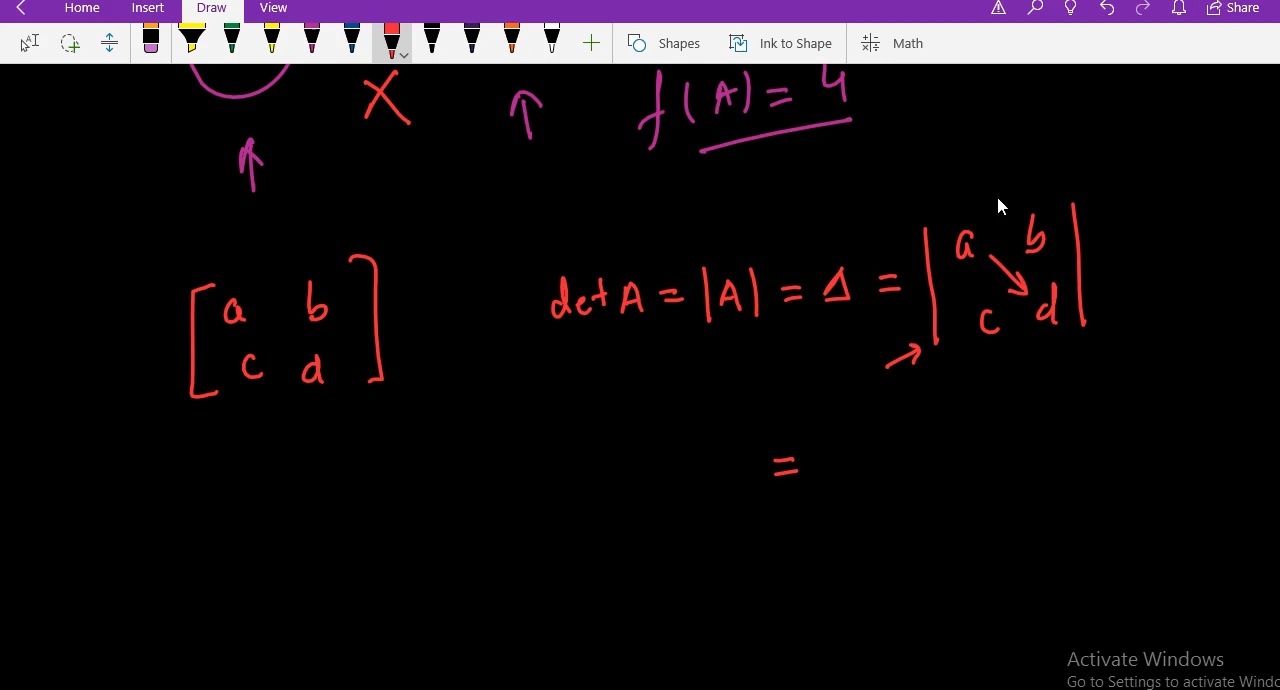 Home Insert Draw View Share
Shapes Ink to Shape Math
f(A) = 4
X
[a b
c d]
det A = |A| = Δ = |a b
c d|
=
Activate Windows
Go to Settings to activate Windo